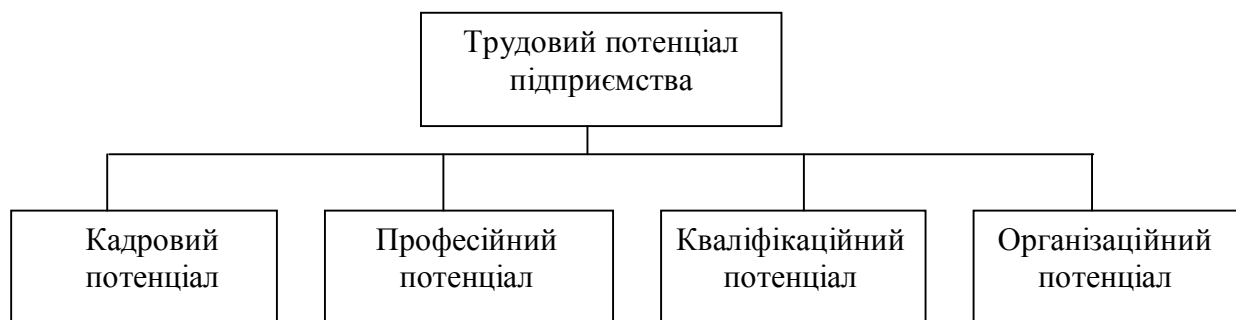 Трудовий потенціал
підприємства
Кадровий
потенціал
Професійний
потенціал
Кваліфікаційний
потенціал
Організаційний
потенціал